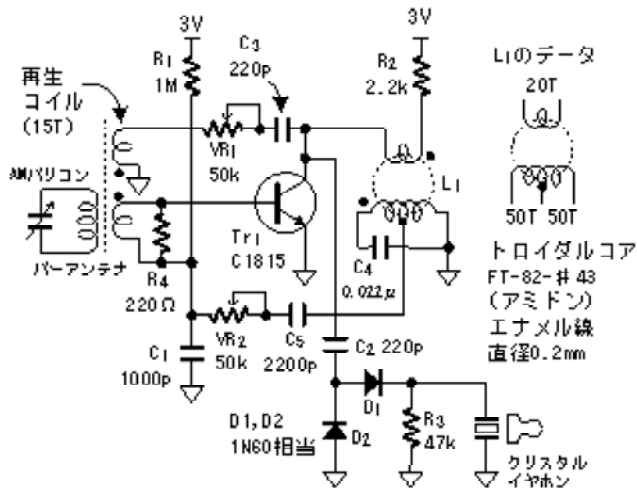 3V
R1
1M
C3
220p
3V
R2
2.2k
L1のデータ
20T
50T 50T
再生
コイル
(15T)
VR1
50k
AMバリコン
バーアンテナ
L1
Tr1
C1815
R4
220Ω
C4
0.022μ
トロイダルコア
FT-82-#43
(アミドン)
エナメル線
直径0.2mm
C1
1000p
VR2
50k
C5
2200p
C2 220p
D1
D1,D2
1N60相当
D2
R3
47k
クリスタル
イヤホン